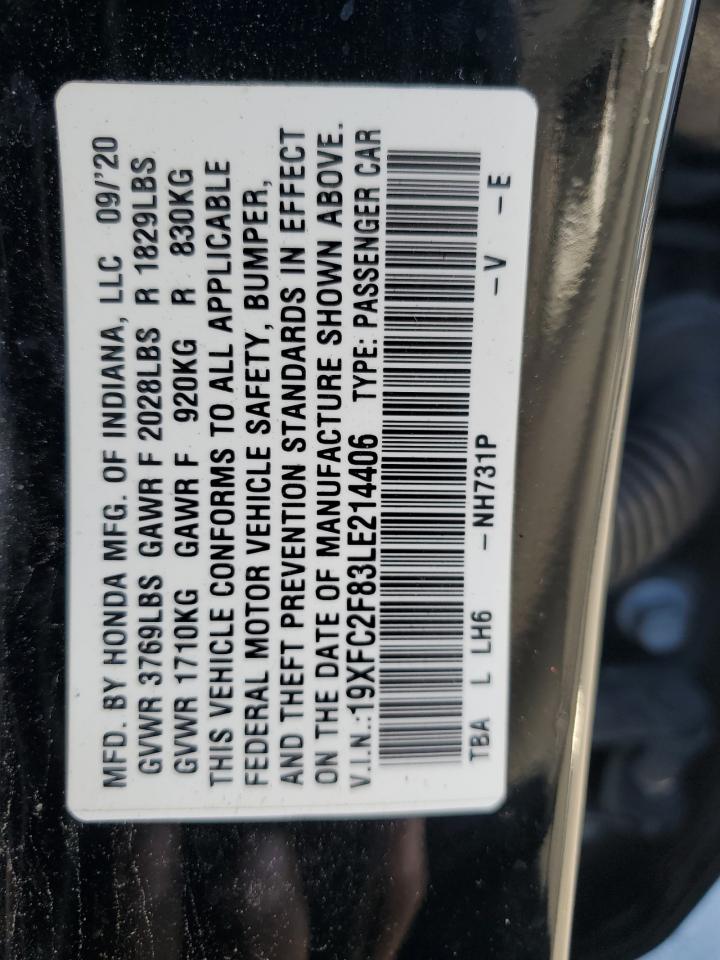 MFD. BY HONDA MFG. OF INDIANA, LLC 09/'20
GVWR 3769LBS GAWR F 2028LBS R 1829LBS
GVWR 1710KG GAWR F 920KG R 830KG
THIS VEHICLE CONFORMS TO ALL APPLICABLE
FEDERAL MOTOR VEHICLE SAFETY, BUMPER,
AND THEFT PREVENTION STANDARDS IN EFFECT
ON THE DATE OF MANUFACTURE SHOWN ABOVE.
V.I.N.:19XFC2F83LE214406 TYPE: PASSENGER CAR
TBA L LH6 -NH731P -V -E